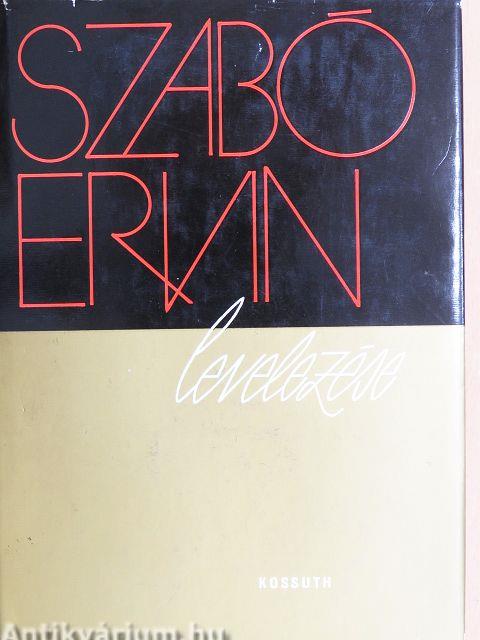 SZABÓ
ERVIN
levelezése
KOSSUTH
Antikvárium.hu